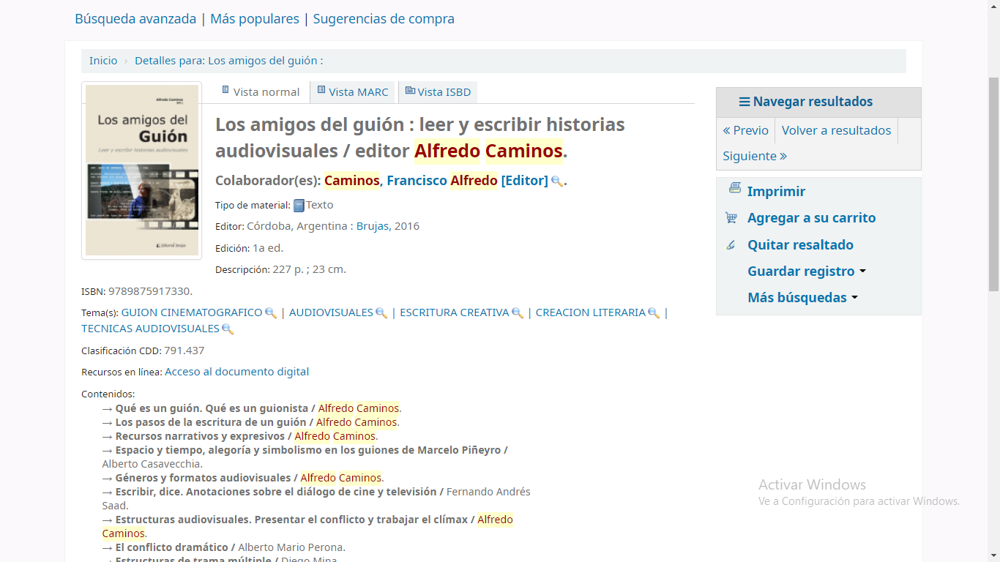 Búsqueda avanzada | Más populares | Sugerencias de compra
Inicio › Detalles para: Los amigos del guión :
Alfredo Caminos
Los amigos del
Guión
Leer y escribir historias audiovisuales
Vista normal
Vista MARC
Vista ISBD
Los amigos del guión : leer y escribir historias
audiovisuales / editor Alfredo Caminos.
Colaborador(es): Caminos, Francisco Alfredo [Editor].
Tipo de material: Texto
Editor: Córdoba, Argentina : Brujas, 2016
Edición: 1a ed.
Descripción: 227 p. ; 23 cm.
ISBN: 9789875917330.
Tema(s): GUION CINEMATOGRAFICO | AUDIOVISUALES | ESCRITURA CREATIVA | CREACION LITERARIA |
TECNICAS AUDIOVISUALES
Clasificación CDD: 791.437
Recursos en línea: Acceso al documento digital
Contenidos:
→ Qué es un guión. Qué es un guionista / Alfredo Caminos.
→ Los pasos de la escritura de un guión / Alfredo Caminos.
→ Recursos narrativos y expresivos / Alfredo Caminos.
→ Espacio y tiempo, alegoría y simbolismo en los guiones de Marcelo Piñeyro /
Alberto Casavecchia.
→ Géneros y formatos audiovisuales / Alfredo Caminos.
→ Escribir, dice. Anotaciones sobre el diálogo de cine y televisión / Fernando Andrés
Saad.
→ Estructuras audiovisuales. Presentar el conflicto y trabajar el clímax / Alfredo
Caminos.
→ El conflicto dramático / Alberto Mario Perona.
→ Estructuras de trama múltiple / Diego Mina.
Navegar resultados
« Previo
Volver a resultados
Siguiente »
Imprimir
Agregar a su carrito
Quitar resaltado
Guardar registro
Más búsquedas
Activar Windows
Ve a Configuración para activar Windows.